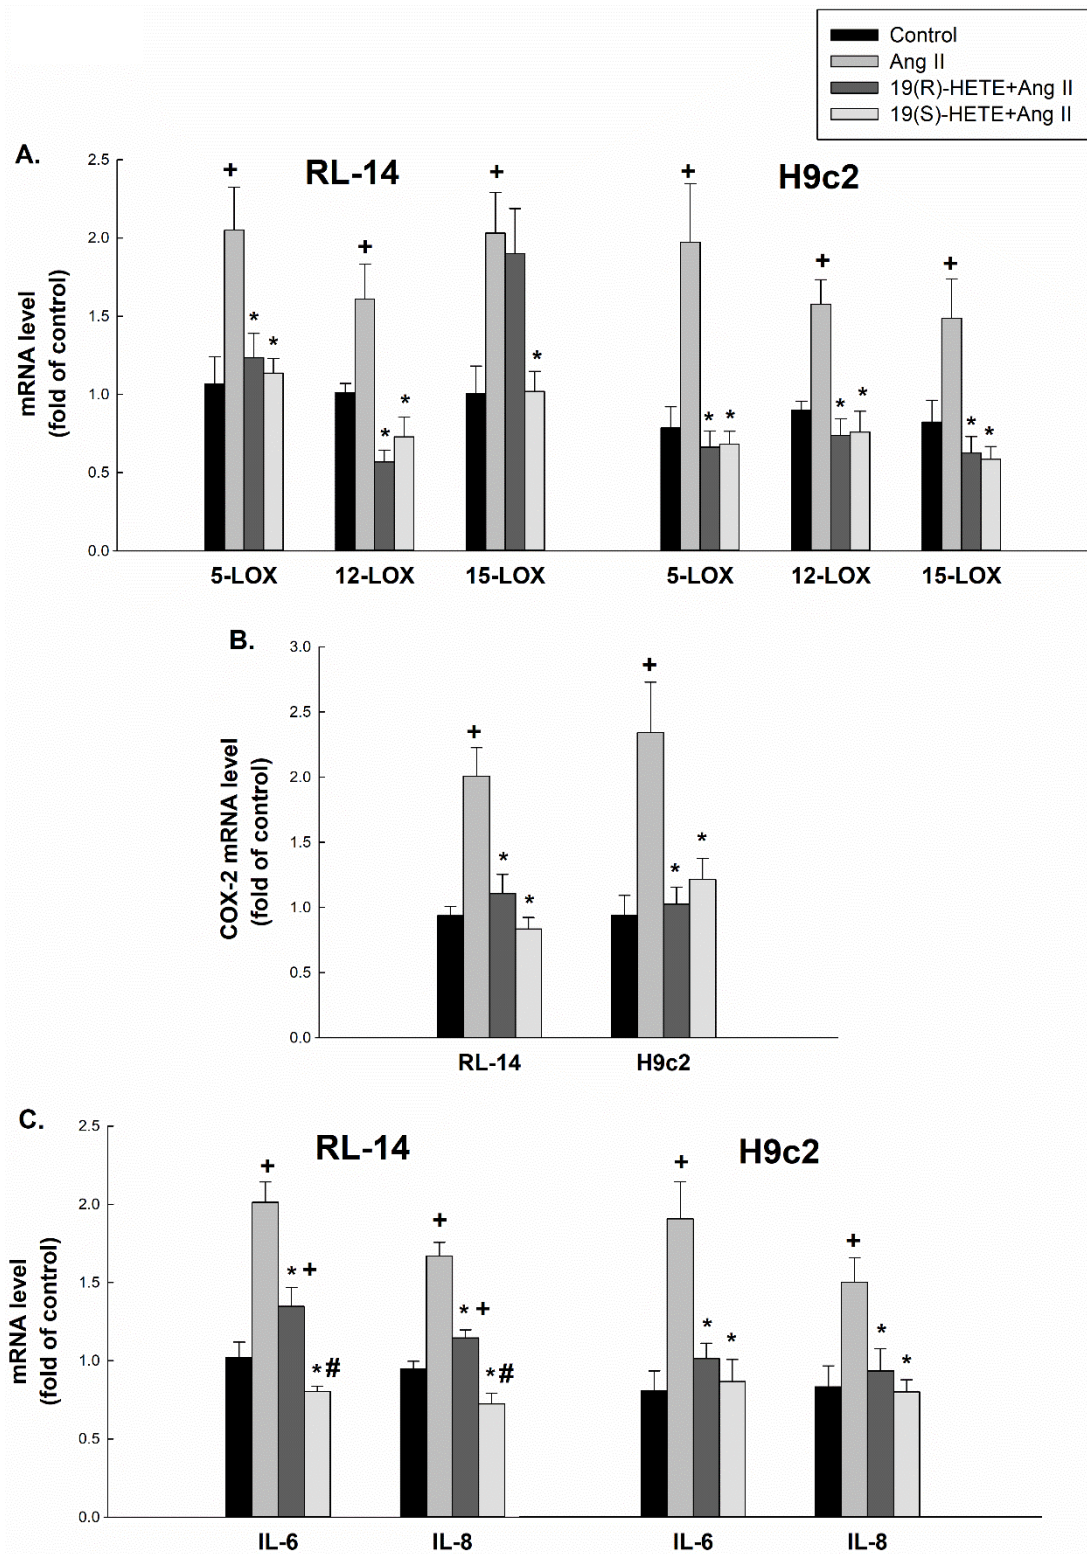 Control
Ang II
19(R)-HETE+Ang II
19(S)-HETE+Ang II
A.
RL-14
H9c2
mRNA level
(fold of control)
2.5
2.0
1.5
1.0
0.5
0.0
+
+
+
+
+
+
*
*
*
*
*
*
*
*
*
*
*
5-LOX
12-LOX
15-LOX
5-LOX
12-LOX
15-LOX
B.
COX-2 mRNA level
(fold of control)
3.0
2.5
2.0
1.5
1.0
0.5
0.0
+
+
*
*
*
*
RL-14
H9c2
C.
RL-14
H9c2
mRNA level
(fold of control)
2.5
2.0
1.5
1.0
0.5
0.0
+
* +
*#
+
* +
*#
+
*
*
+
*
*
IL-6
IL-8
IL-6
IL-8